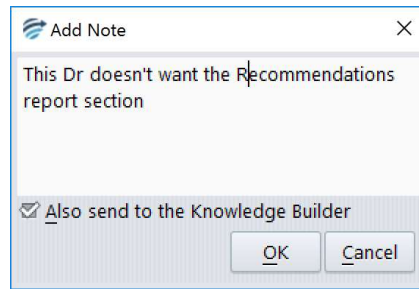 Add Note
This Dr doesn't want the Recommendations
report section
Also send to the Knowledge Builder
OK Cancel